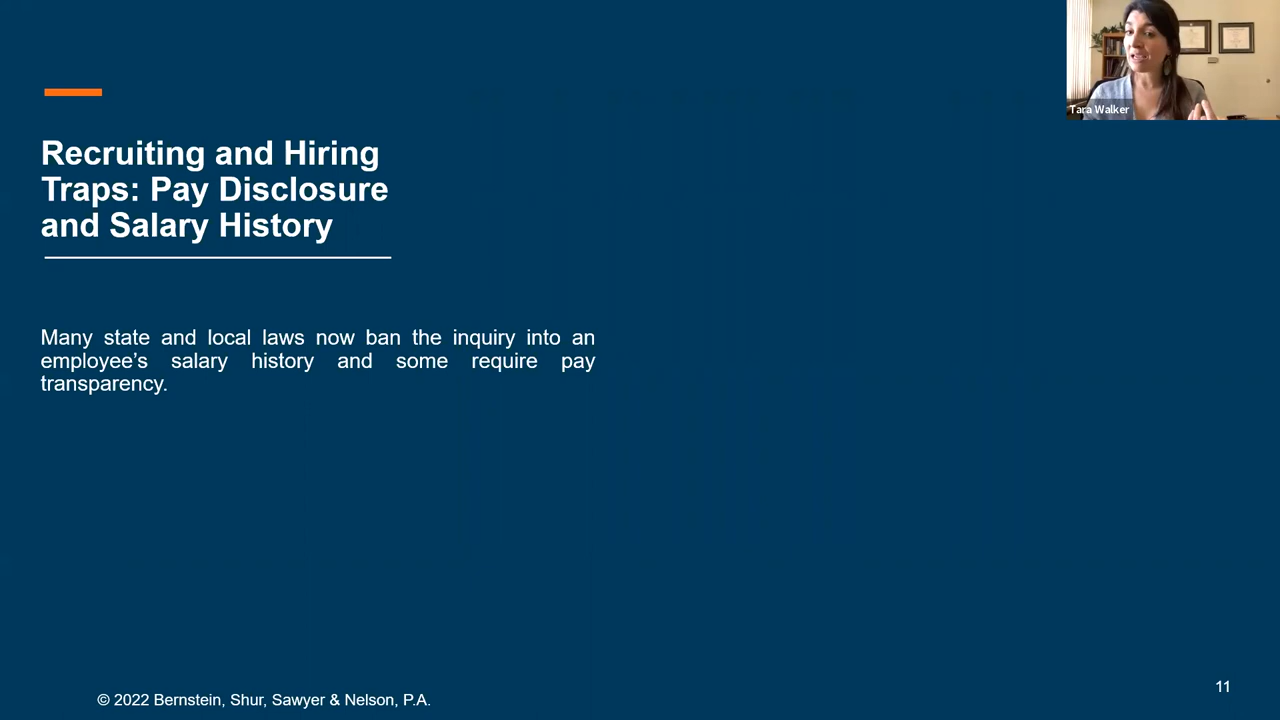 Tara Walker
Recruiting and Hiring
Traps: Pay Disclosure
and Salary History
Many state and local laws now ban the inquiry into an
employee’s salary history and some require pay
transparency.
11
© 2022 Bernstein, Shur, Sawyer & Nelson, P.A.